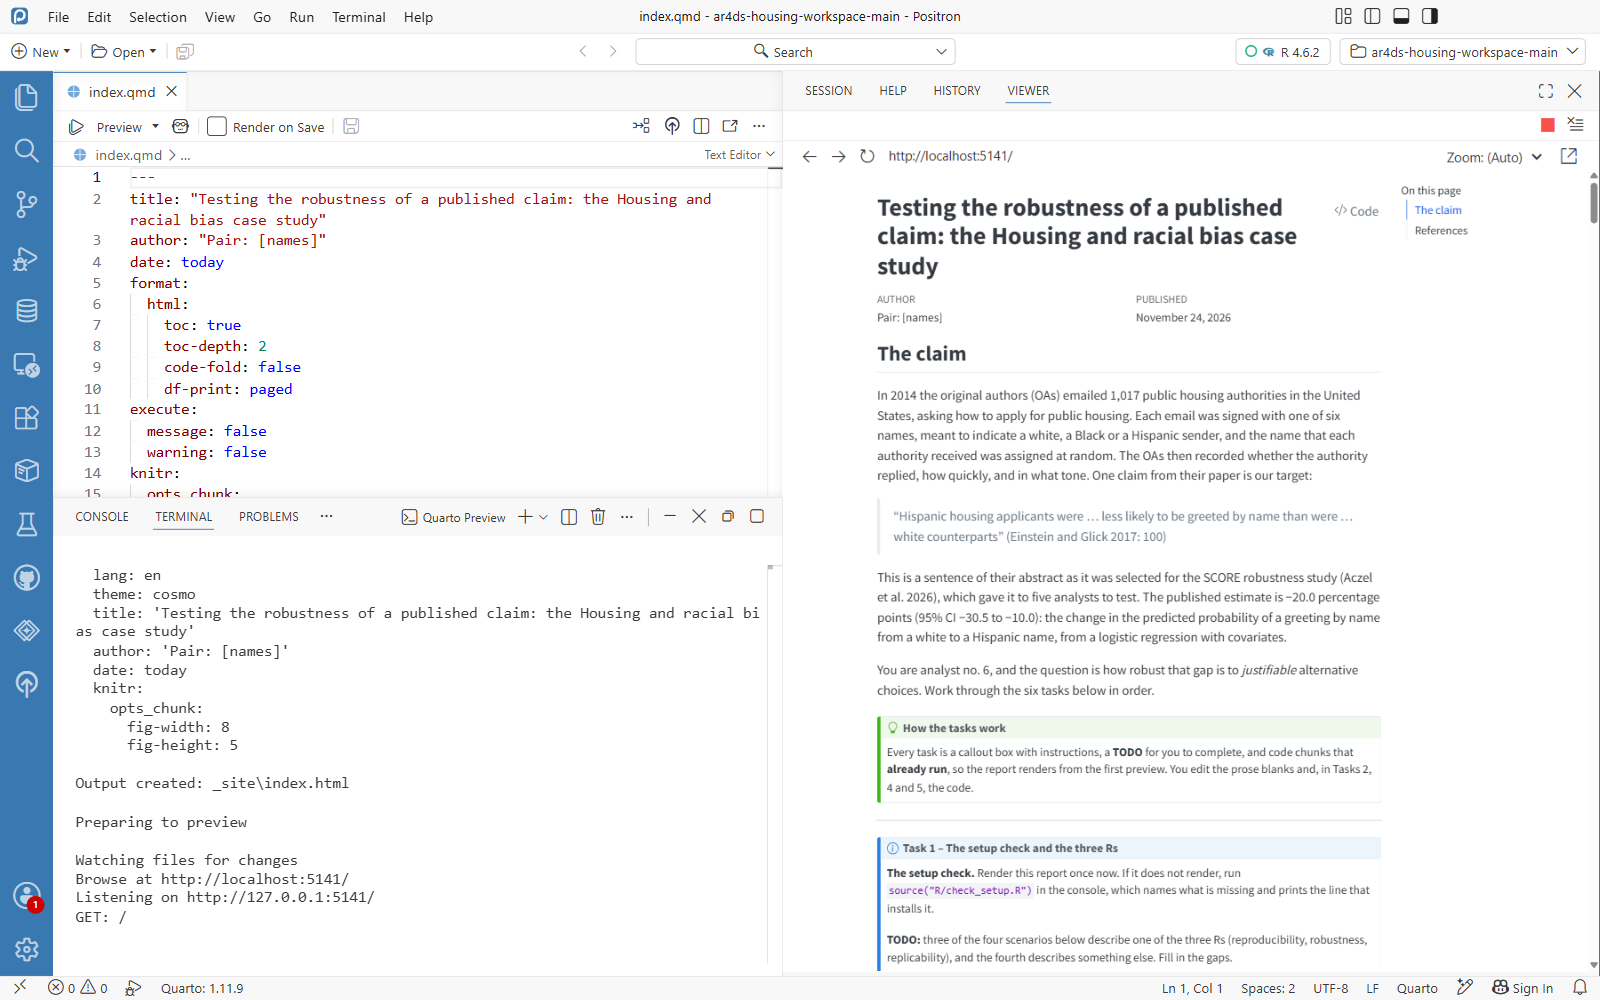 File Edit Selection View Go Run Terminal Help
index.qmd - ar4ds-housing-workspace-main - Positron
New Open
Search
R 4.6.2
ar4ds-housing-workspace-main
index.qmd
Preview
Render on Save
index.qmd > ...
Text Editor
1 ---
2 title: "Testing the robustness of a published claim: the Housing and
racial bias case study"
3 author: "Pair: [names]"
4 date: today
5 format:
6 html:
7 toc: true
8 toc-depth: 2
9 code-fold: false
10 df-print: paged
11 execute:
12 message: false
13 warning: false
14 knitr:
15 opts_chunk:
CONSOLE TERMINAL PROBLEMS ...
Quarto Preview
lang: en
theme: cosmo
title: 'Testing the robustness of a published claim: the Housing and racial bi
as case study'
author: 'Pair: [names]'
date: today
knitr:
opts_chunk:
fig-width: 8
fig-height: 5
Output created: _site\index.html
Preparing to preview
Watching files for changes
Browse at http://localhost:5141/
Listening on http://127.0.0.1:5141/
GET: /
SESSION HELP HISTORY VIEWER
http://localhost:5141/
Zoom: (Auto)
Testing the robustness of a published
claim: the Housing and racial bias case
study
</> Code
On this page
The claim
References
AUTHOR
Pair: [names]
PUBLISHED
November 24, 2026
The claim
In 2014 the original authors (OAs) emailed 1,017 public housing authorities in the United
States, asking how to apply for public housing. Each email was signed with one of six
names, meant to indicate a white, a Black or a Hispanic sender, and the name that each
authority received was assigned at random. The OAs then recorded whether the authority
replied, how quickly, and in what tone. One claim from their paper is our target:
“Hispanic housing applicants were … less likely to be greeted by name than were …
white counterparts” (Einstein and Glick 2017: 100)
This is a sentence of their abstract as it was selected for the SCORE robustness study (Aczel
et al. 2026), which gave it to five analysts to test. The published estimate is −20.0 percentage
points (95% CI −30.5 to −10.0): the change in the predicted probability of a greeting by name
from a white to a Hispanic name, from a logistic regression with covariates.
You are analyst no. 6, and the question is how robust that gap is to justifiable alternative
choices. Work through the six tasks below in order.
How the tasks work
Every task is a callout box with instructions, a TODO for you to complete, and code chunks that
already run, so the report renders from the first preview. You edit the prose blanks and, in Tasks 2,
4 and 5, the code.
Task 1 – The setup check and the three Rs
The setup check. Render this report once now. If it does not render, run
source("R/check_setup.R") in the console, which names what is missing and prints the line that
installs it.
TODO: three of the four scenarios below describe one of the three Rs (reproducibility, robustness,
replicability), and the fourth describes something else. Fill in the gaps.
1
0 0
Quarto: 1.11.9
Ln 1, Col 1 Spaces: 2 UTF-8 LF Quarto Sign In